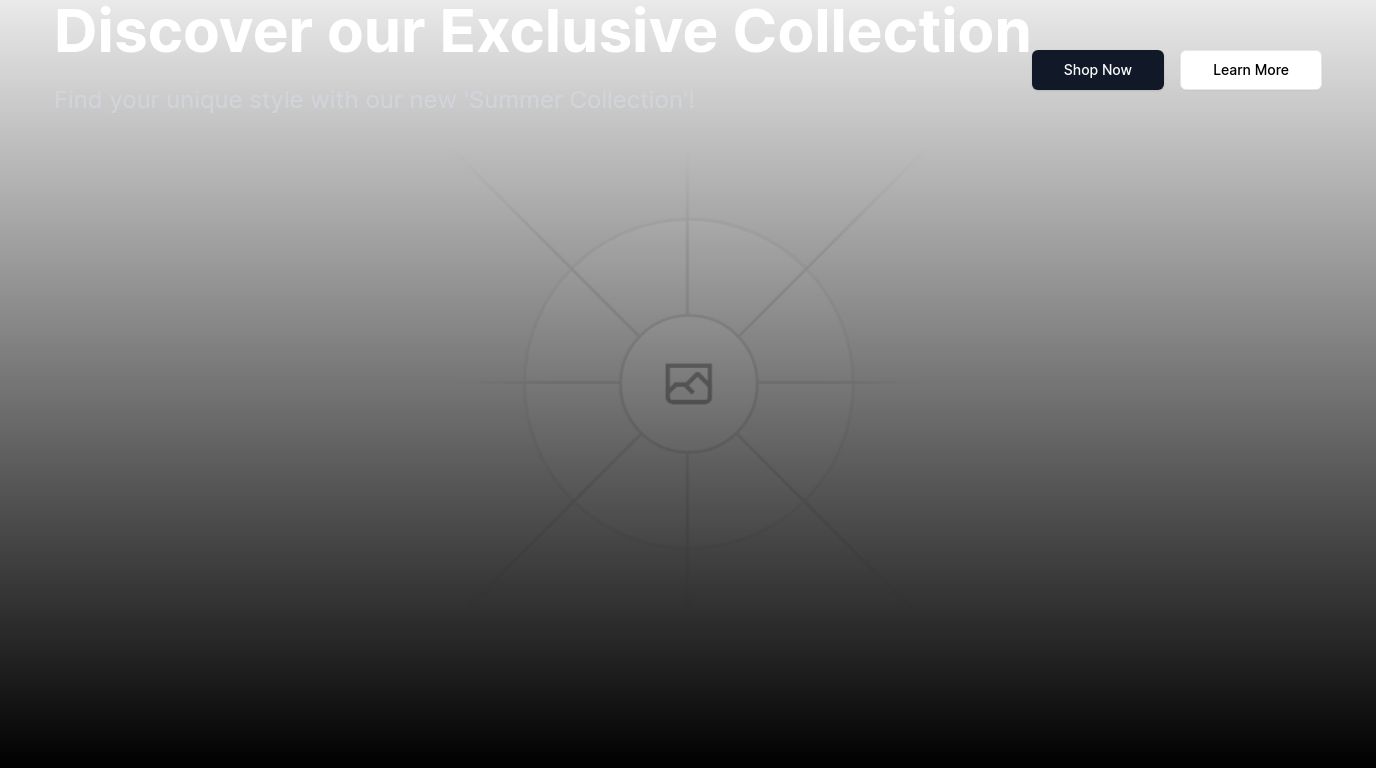 Discover our Exclusive Collection
Find your unique style with our new 'Summer Collection'!
Shop Now
Learn More